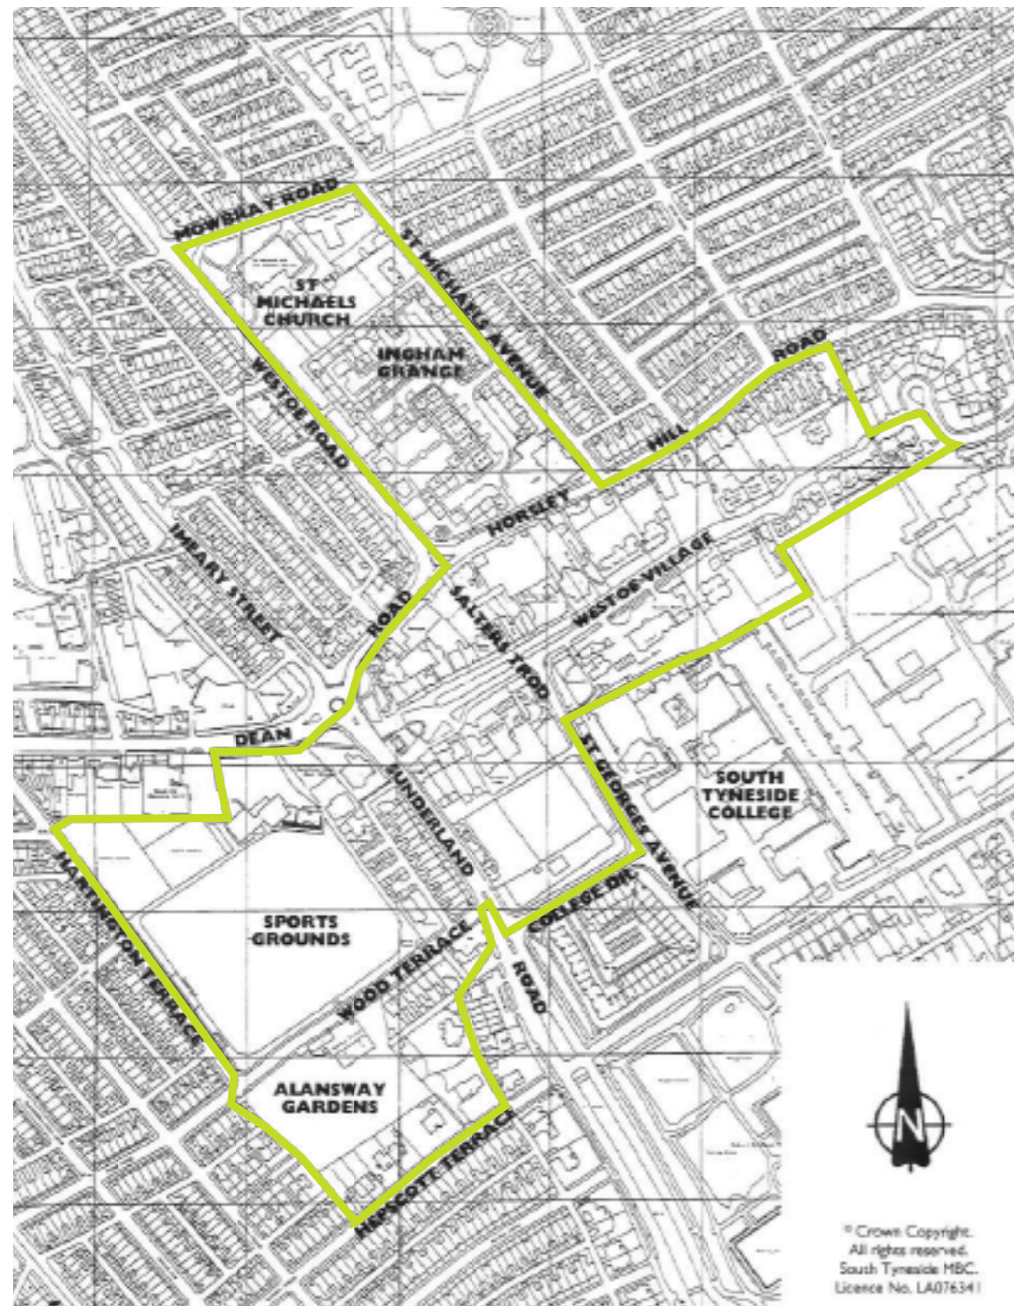 MOWBRAY ROAD
ST MICHAELS AVENUE
ST
MICHAELS
CHURCH
INGHAM
GRANGE
WESTOE ROAD
ROAD
HILL
HORSLEY
IMEARY STREET
ROAD
SALTERS TROD
WESTOE VILLAGE
DEAN
SUNDERLAND
ST GEORGES AVENUE
SOUTH
TYNESIDE
COLLEGE
HARTINGTON TERRACE
SPORTS
GROUNDS
WOOD TERRACE
COLLEGE DR.
ROAD
ALANSWAY
GARDENS
HEPSCOTT TERRACE
N
© Crown Copyright.
All rights reserved.
South Tyneside MBC.
Licence No. LA076341